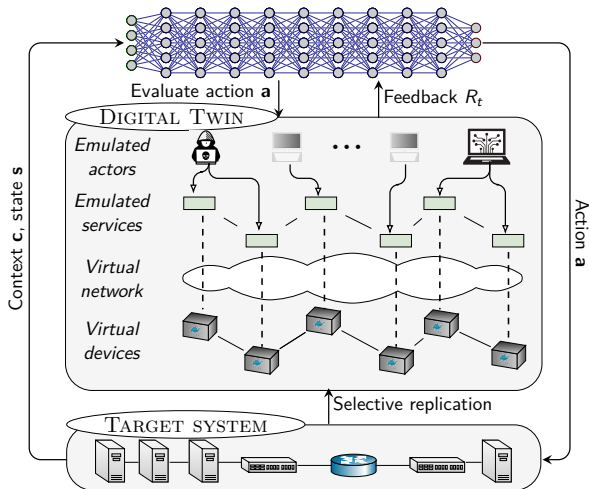 Evaluate action a
Feedback Rt
DIGITAL TWIN
Emulated
actors
Emulated
services
Virtual
network
Virtual
devices
Context c, state s
Action
a
Selective replication
TARGET SYSTEM